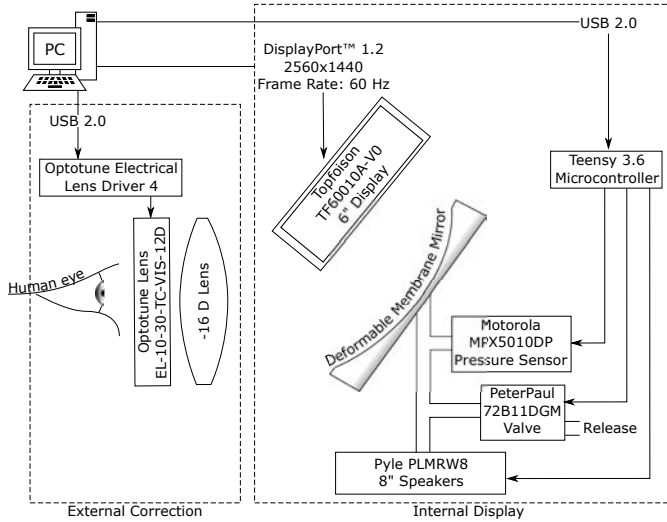 PC
USB 2.0
DisplayPort™ 1.2
2560x1440
Frame Rate: 60 Hz
USB 2.0
Optotune Electrical
Lens Driver 4
Topfoison
TF60010A-V0
6" Display
Teensy 3.6
Microcontroller
Human eye
Optotune Lens
EL-10-30-TC-VIS-12D
-16 D Lens
Deformable Membrane Mirror
Motorola
MPX5010DP
Pressure Sensor
PeterPaul
72B11DGM
Valve
Release
Pyle PLMRW8
8" Speakers
External Correction
Internal Display